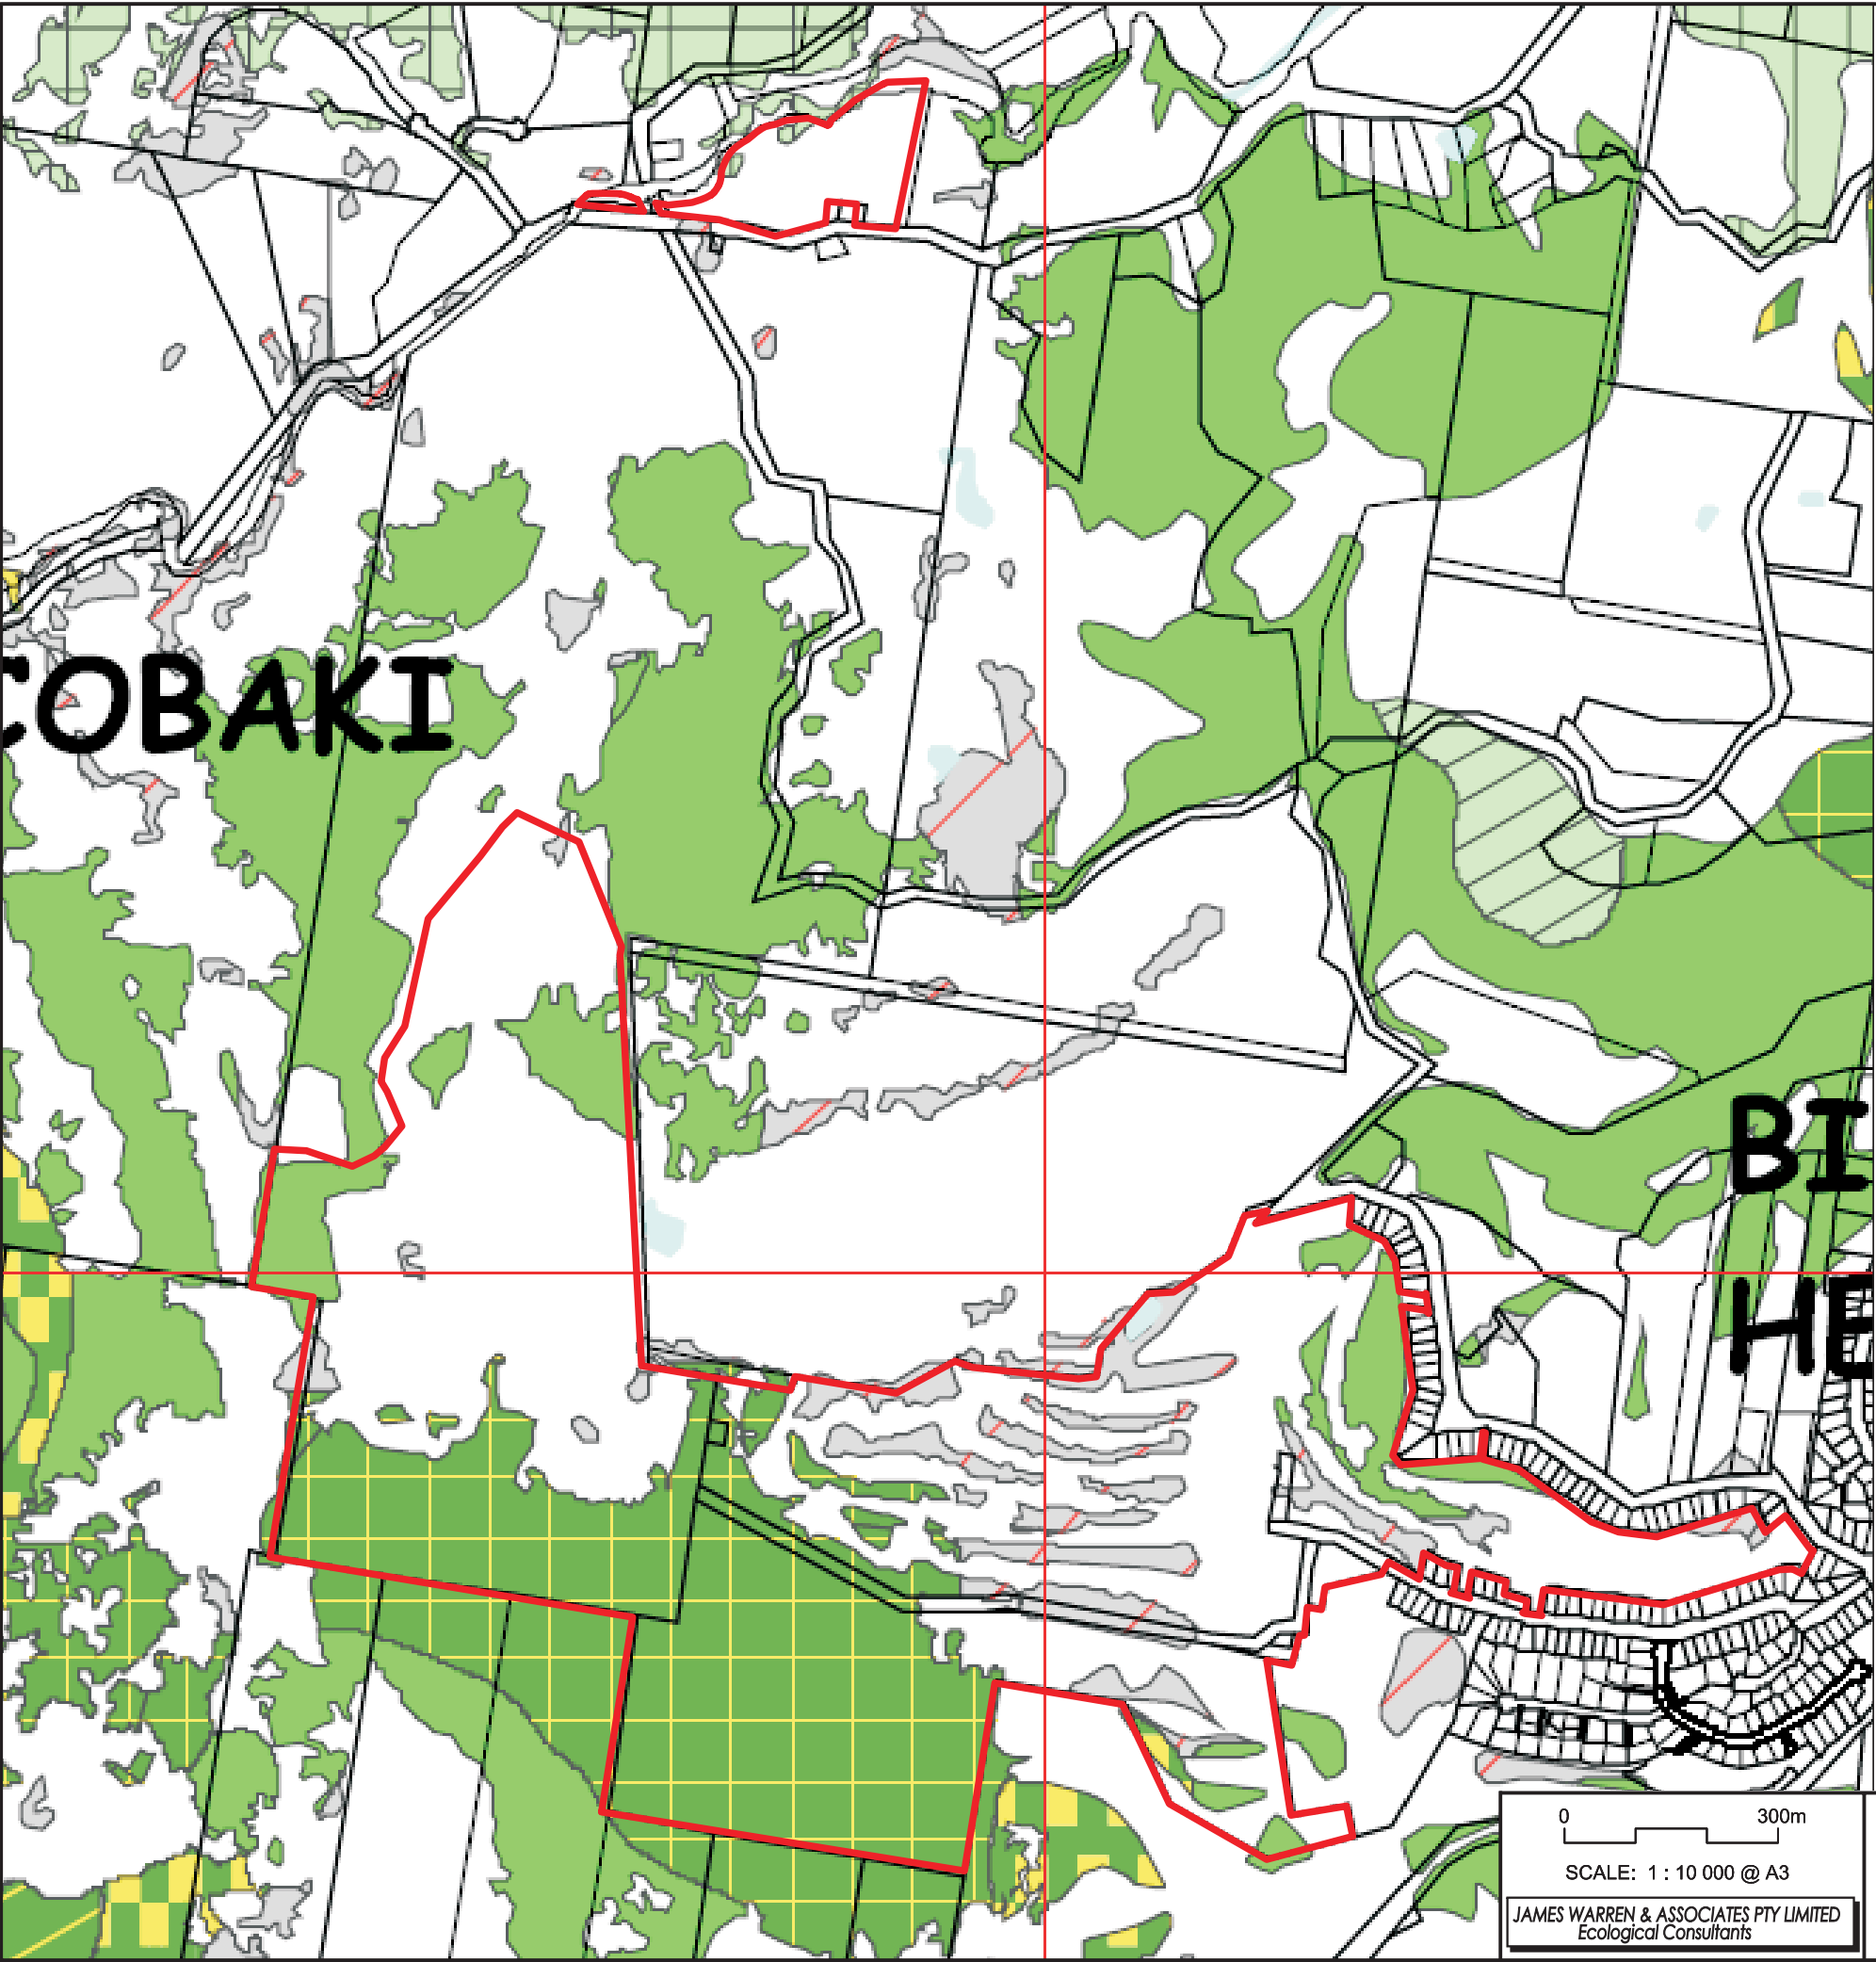 COBAKI
BI
HE
0 300m
SCALE: 1 : 10 000 @ A3
JAMES WARREN & ASSOCIATES PTY LIMITED
Ecological Consultants